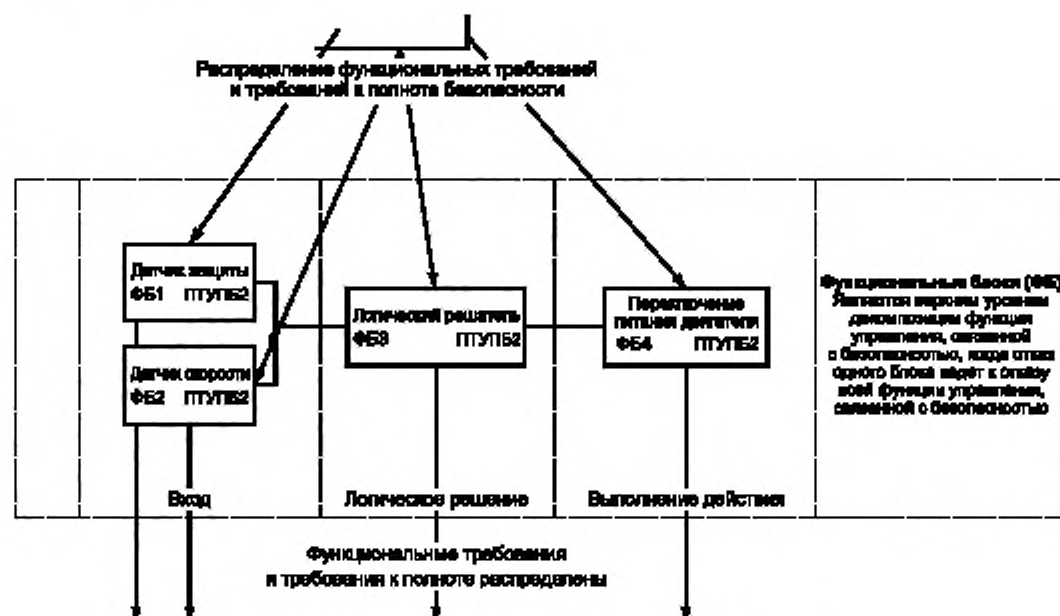 Распределение функциональных требований
и требований к полноте безопасности
Датчик защиты
ФБ1 ПТУПБ2
Датчик скорости
ФБ2 ПТУПБ2
Логический решатель
ФБ3 ПТУПБ2
Переключение
питания двигателя
ФБ4 ПТУПБ2
Функциональные блоки (ФБ)
Является верхним уровнем
декомпозиции функции
управления, связанной
с безопасностью, когда отказ
одного блока ведет к отказу
всей функции управления,
связанной с безопасностью
Вход
Логическое решение
Выполнение действия
Функциональные требования
и требования к полноте распределены